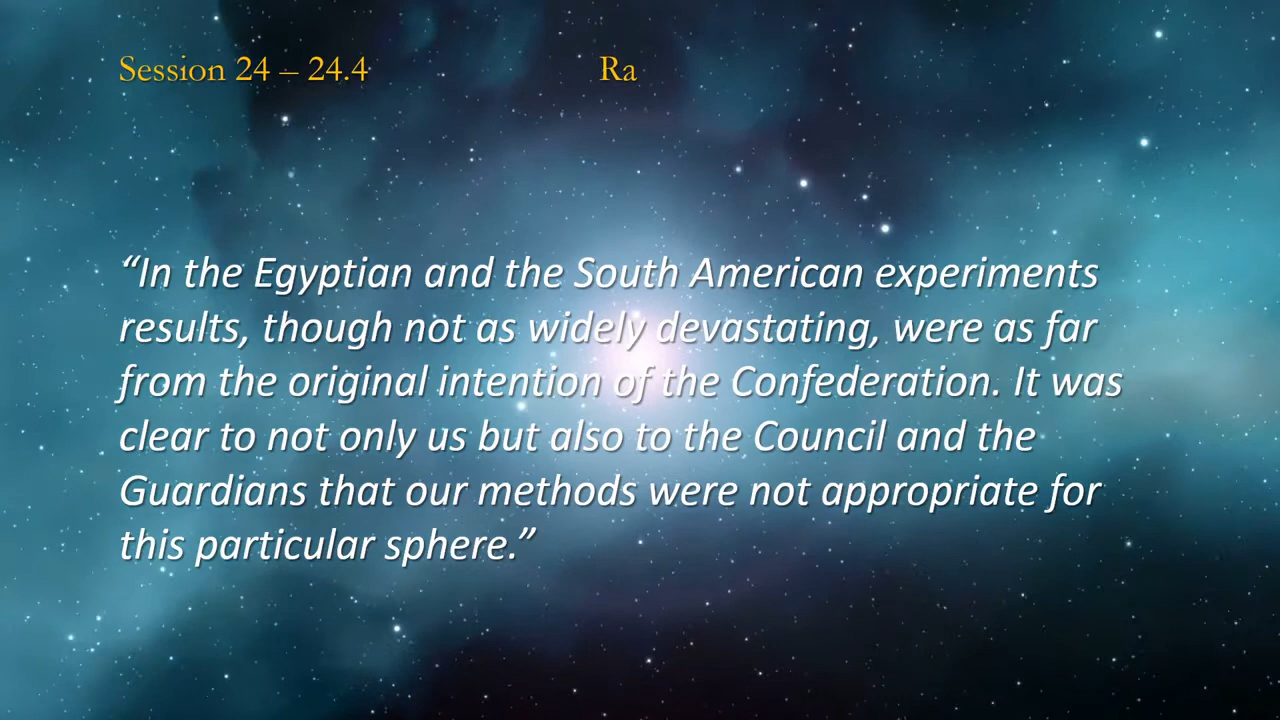 Session 24 – 24.4 Ra
“In the Egyptian and the South American experiments
results, though not as widely devastating, were as far
from the original intention of the Confederation. It was
clear to not only us but also to the Council and the
Guardians that our methods were not appropriate for
this particular sphere.”